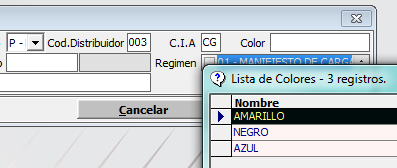 P - Cod.Distribuidor 003 C.I.A CG Color
Regimen 01 - MANIFIESTO DE CARGA
Cancelar
Lista de Colores - 3 registros.
Nombre
AMARILLO
NEGRO
AZUL